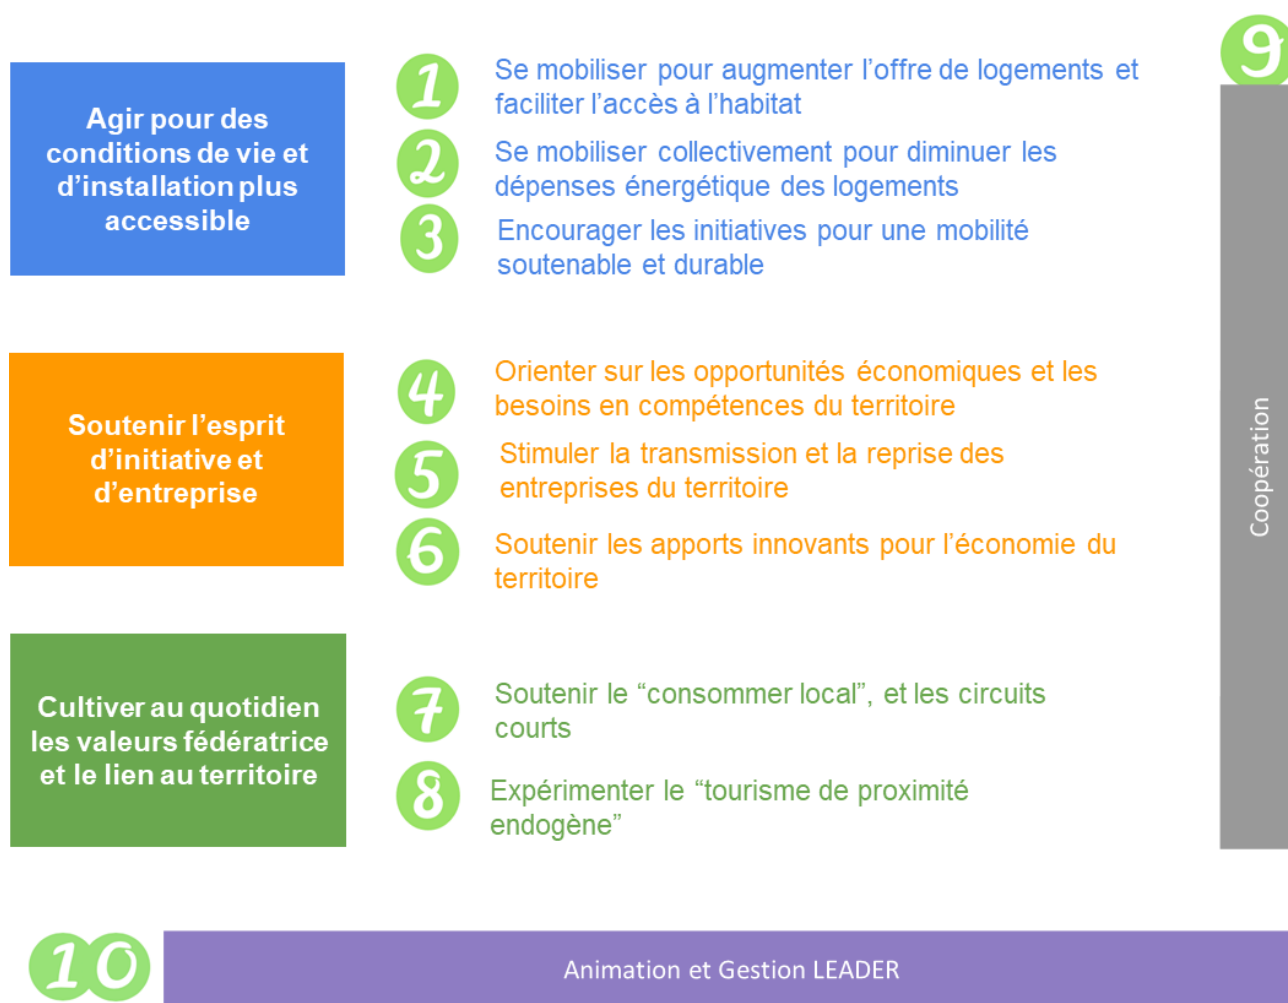 Agir pour des
conditions de vie et
d'installation plus
accessible
1
Se mobiliser pour augmenter l'offre de logements et
faciliter l'accès à l'habitat
2
Se mobiliser collectivement pour diminuer les
dépenses énergétique des logements
3
Encourager les initiatives pour une mobilité
soutenable et durable
Soutenir l'esprit
d'initiative et
d'entreprise
4
Orienter sur les opportunités économiques et les
besoins en compétences du territoire
5
Stimuler la transmission et la reprise des
entreprises du territoire
6
Soutenir les apports innovants pour l'économie du
territoire
Cultiver au quotidien
les valeurs fédératrice
et le lien au territoire
7
Soutenir le “consommer local”, et les circuits
courts
8
Expérimenter le “tourisme de proximité
endogène”
9
Coopération
10
Animation et Gestion LEADER